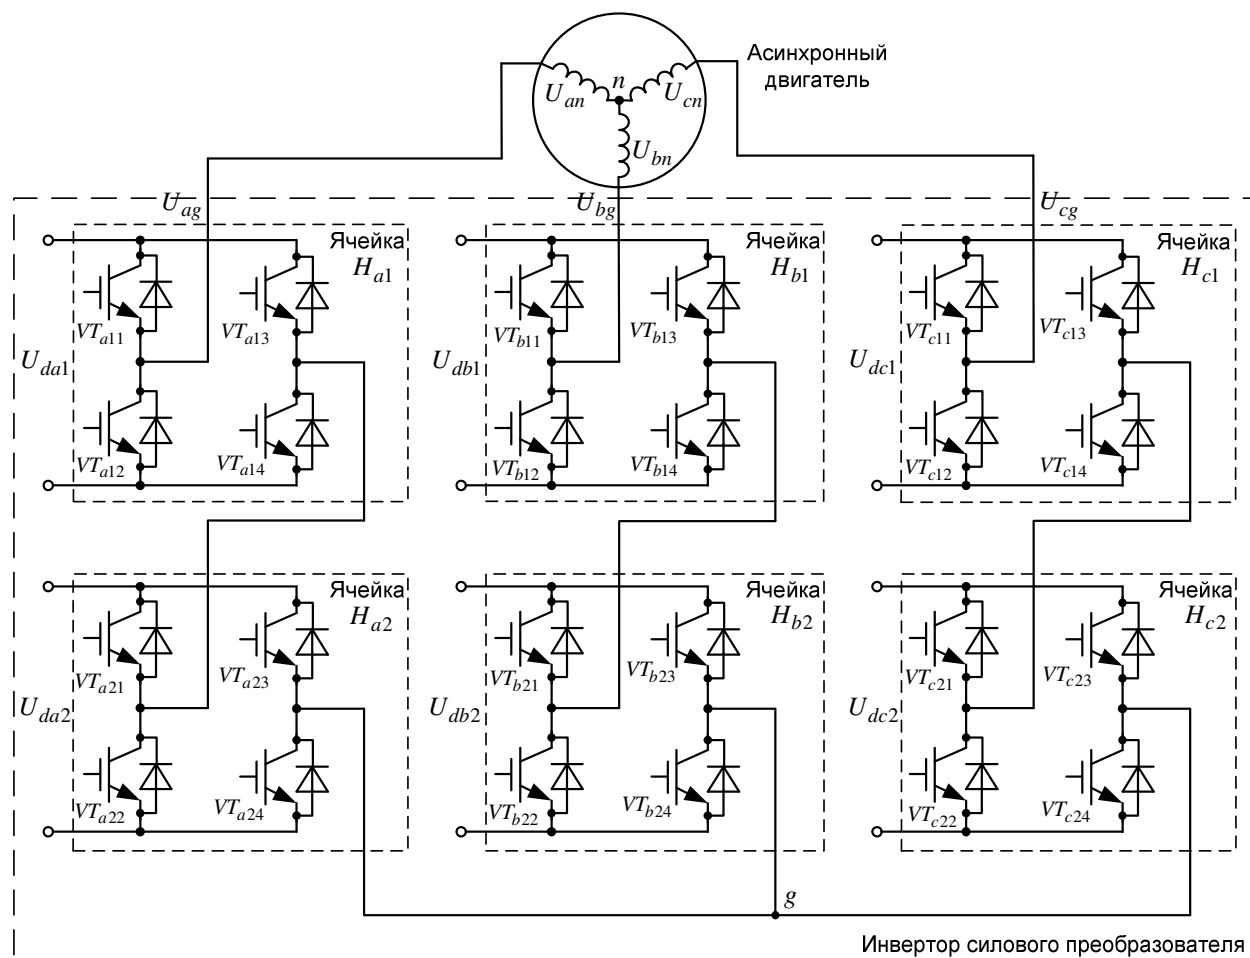 Асинхронный
двигатель
n
U_an
U_cn
U_bn
U_ag
U_bg
U_cg
Ячейка
H_a1
Ячейка
H_b1
Ячейка
H_c1
VT_a11
VT_a13
VT_b11
VT_b13
VT_c11
VT_c13
U_da1
U_db1
U_dc1
VT_a12
VT_a14
VT_b12
VT_b14
VT_c12
VT_c14
Ячейка
H_a2
Ячейка
H_b2
Ячейка
H_c2
VT_a21
VT_a23
VT_b21
VT_b23
VT_c21
VT_c23
U_da2
U_db2
U_dc2
VT_a22
VT_a24
VT_b22
VT_b24
VT_c22
VT_c24
g
Инвертор силового преобразователя